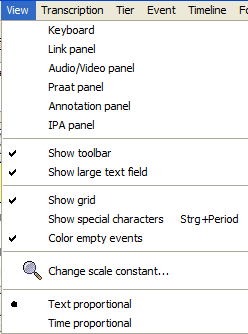 View Transcription Tier Event Timeline
Keyboard
Link panel
Audio/Video panel
Praat panel
Annotation panel
IPA panel
Show toolbar
Show large text field
Show grid
Show special characters Strg+Period
Color empty events
Change scale constant...
Text proportional
Time proportional